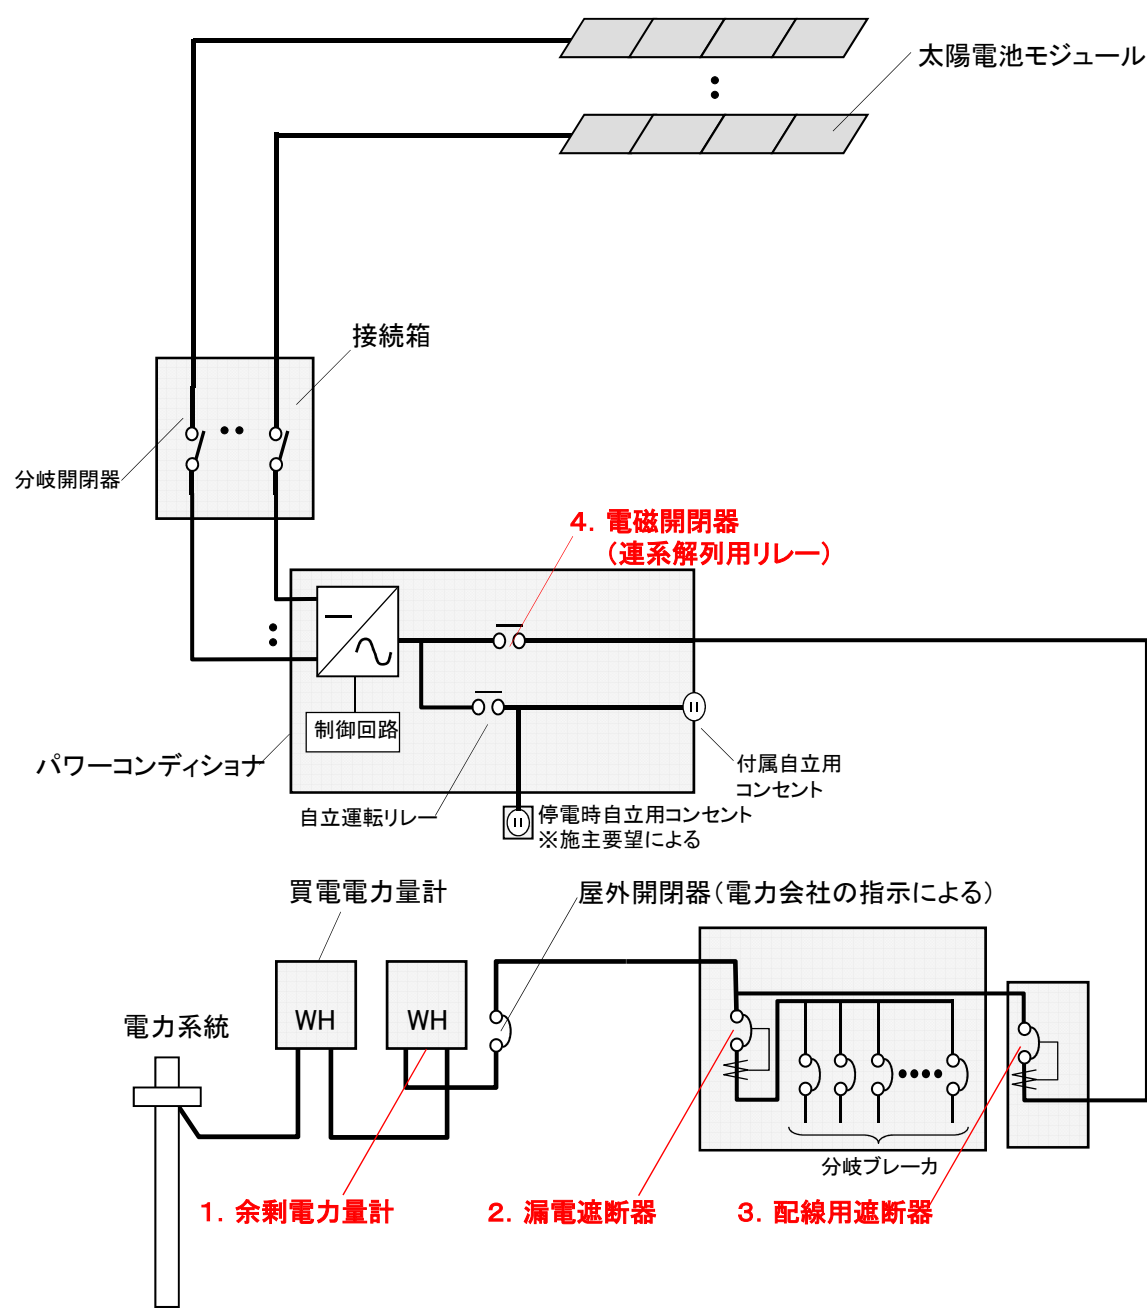 太陽電池モジュール
接続箱
分岐開閉器
4．電磁開閉器
（連系解列用リレー）
制御回路
パワーコンディショナ
付属自立用
コンセント
自立運転リレー
停電時自立用コンセント
※施主要望による
買電電力量計
屋外開閉器（電力会社の指示による）
WH
WH
電力系統
分岐ブレーカ
1．余剰電力量計
2．漏電遮断器
3．配線用遮断器